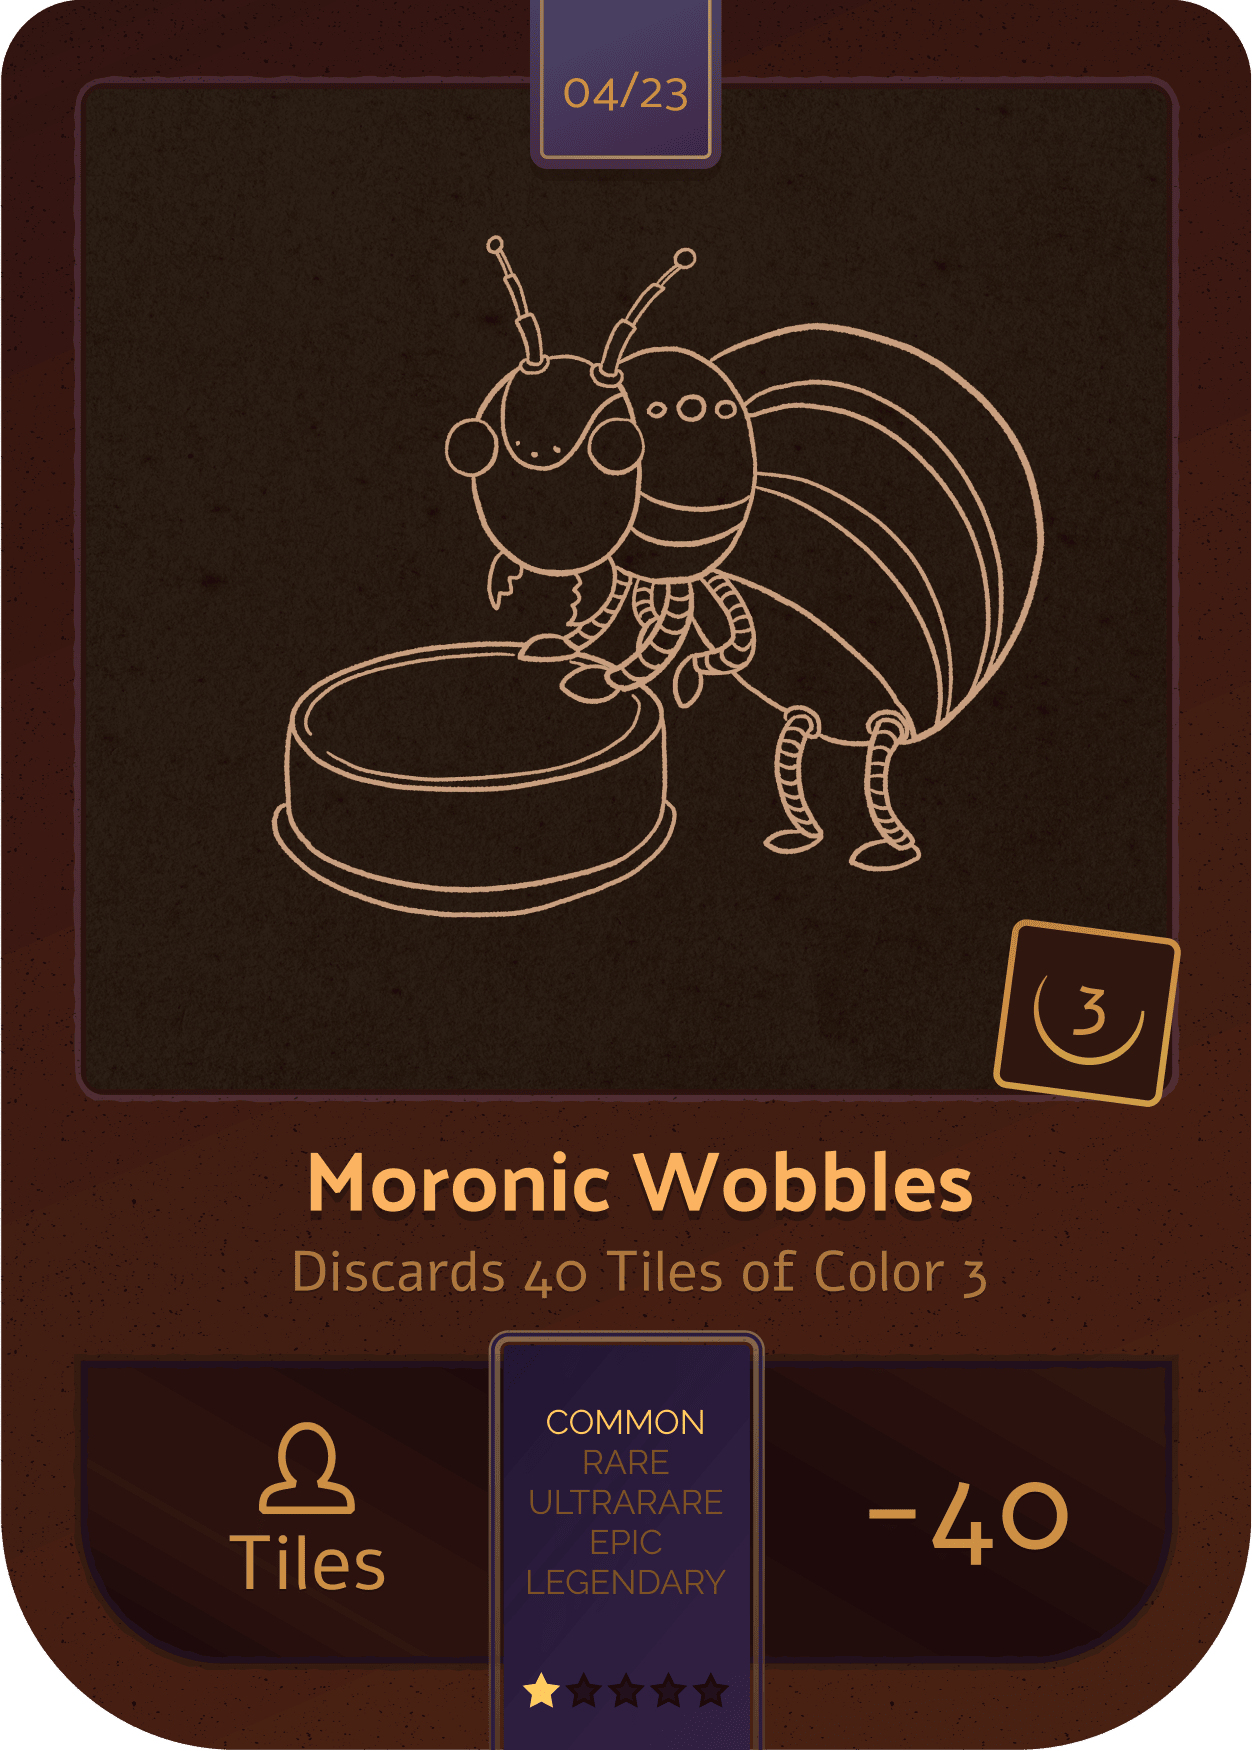 04/23
3
Moronic Wobbles
Discards 40 Tiles of Color 3
Tiles
COMMON
RARE
ULTRARARE
EPIC
LEGENDARY
-40